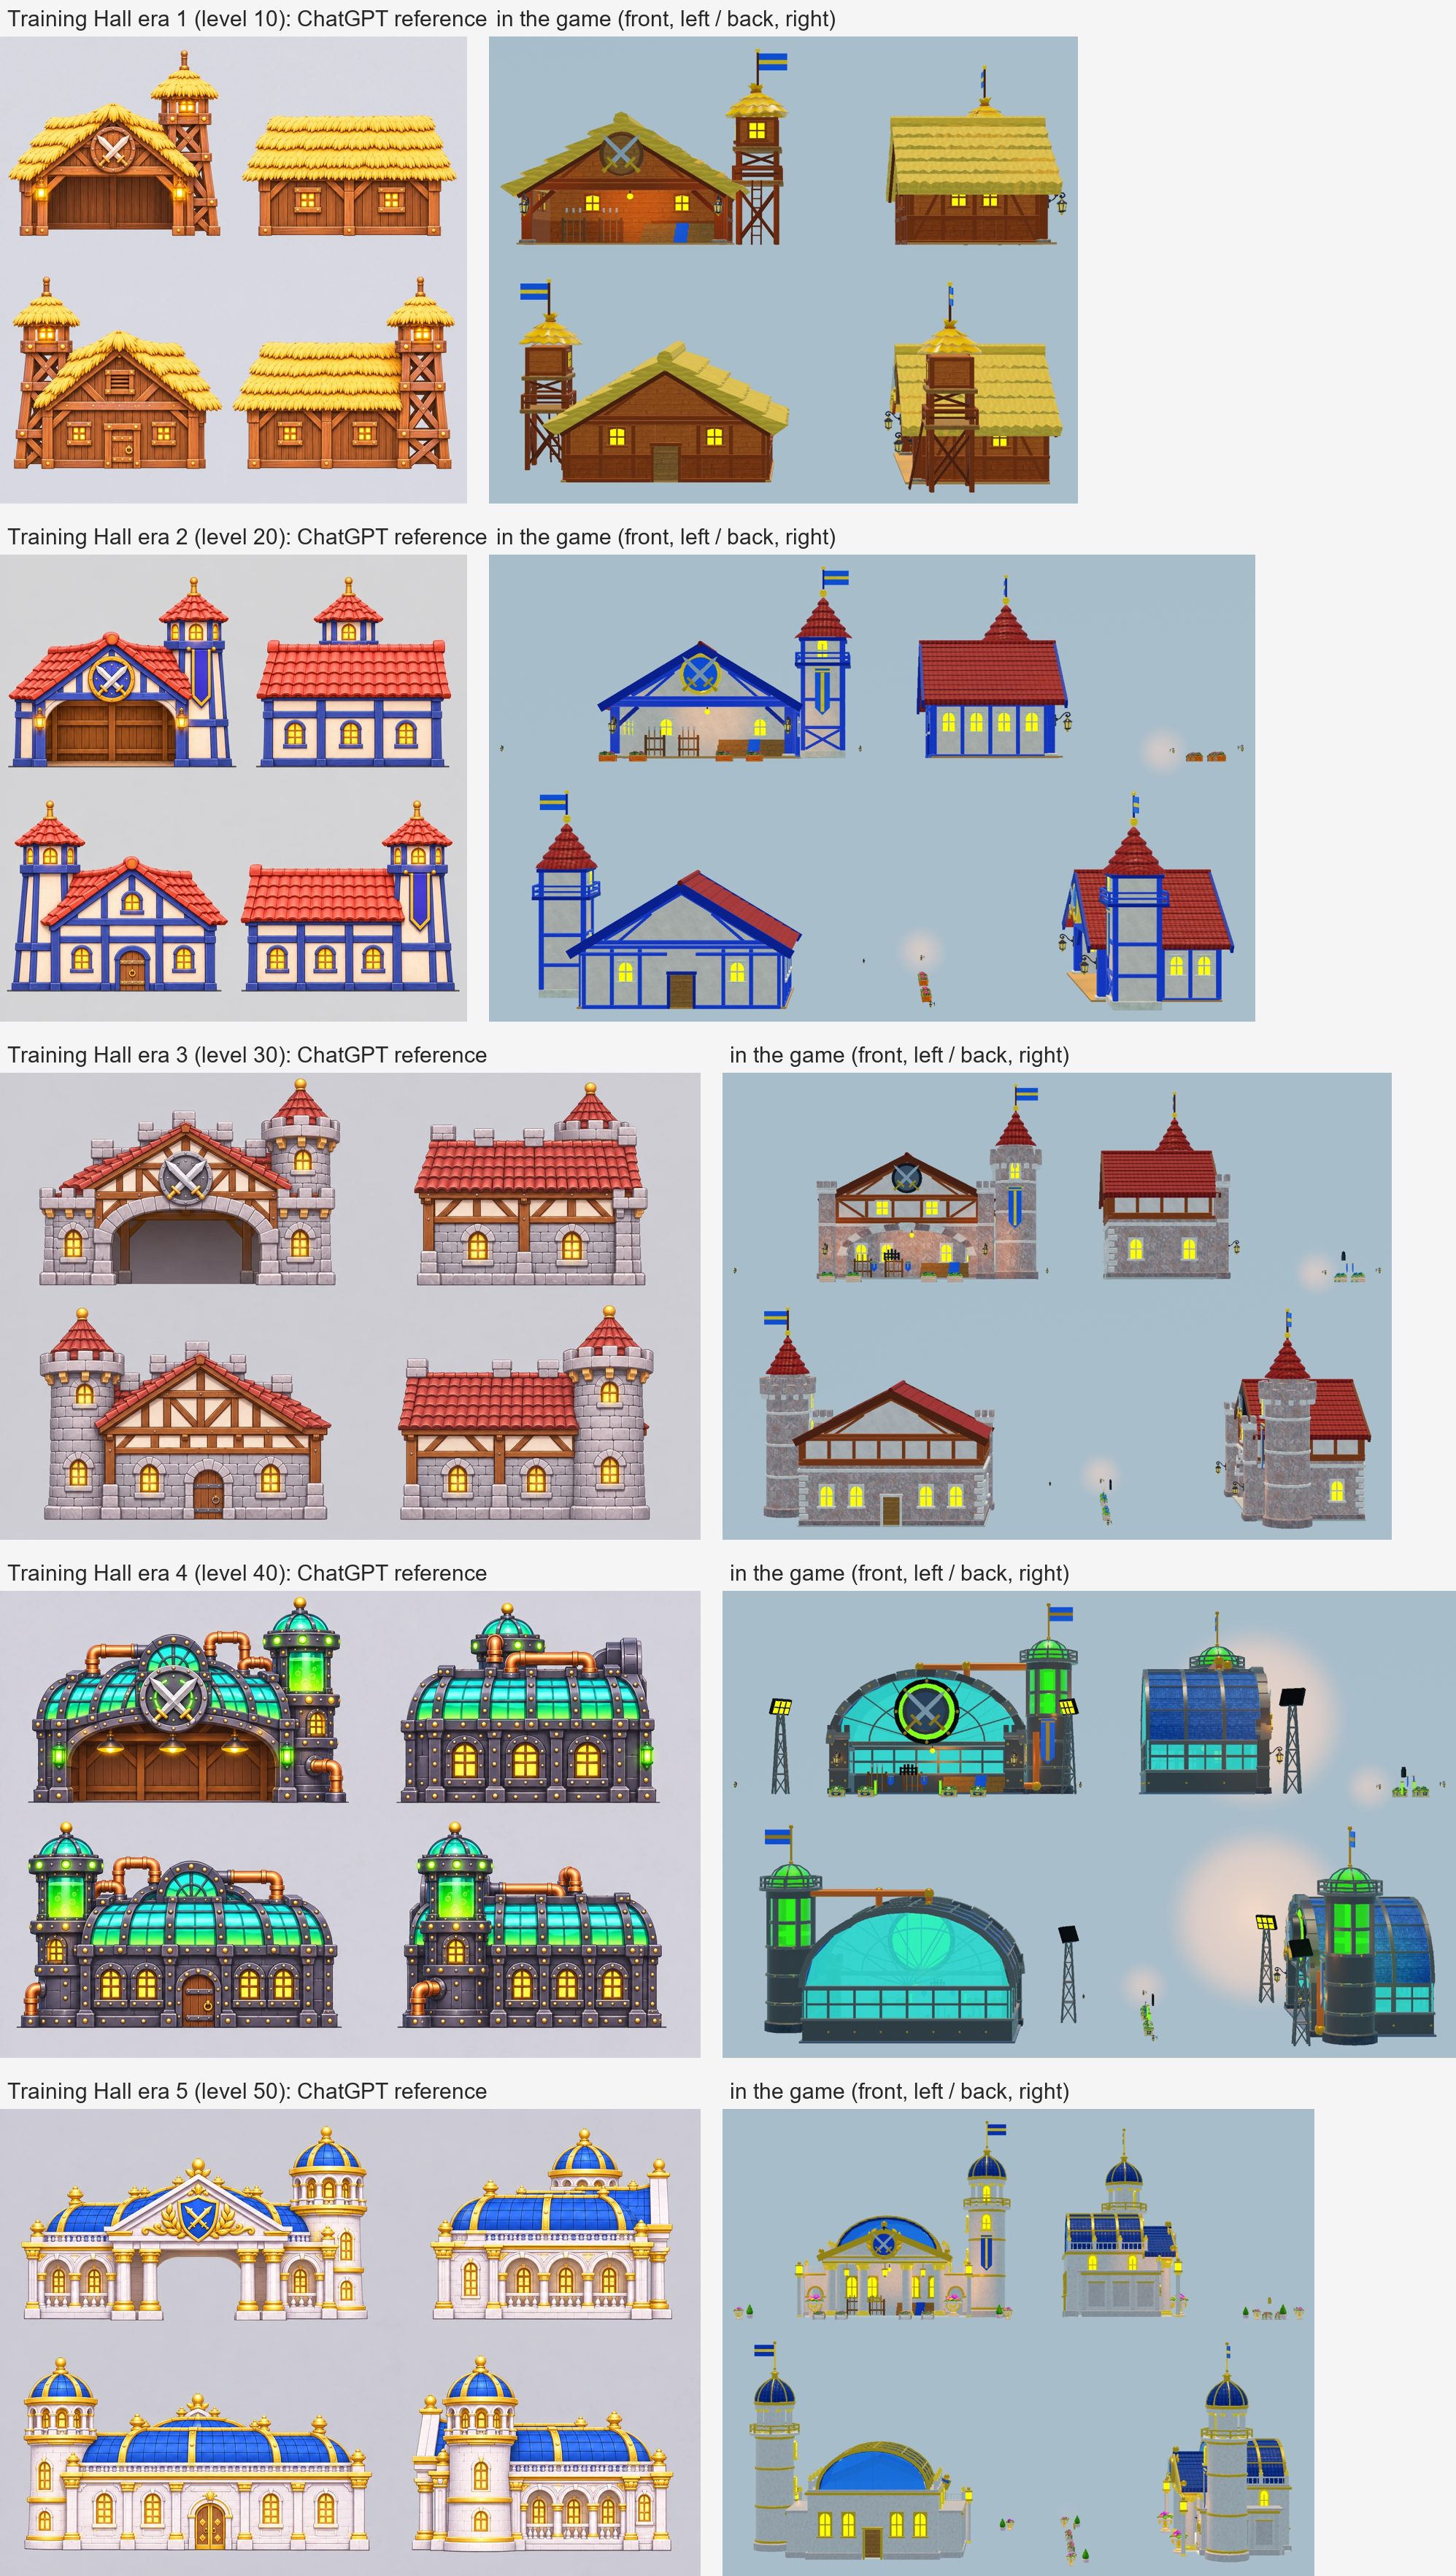 Training Hall era 1 (level 10): ChatGPT reference in the game (front, left / back, right)
Training Hall era 2 (level 20): ChatGPT reference in the game (front, left / back, right)
Training Hall era 3 (level 30): ChatGPT reference in the game (front, left / back, right)
Training Hall era 4 (level 40): ChatGPT reference in the game (front, left / back, right)
Training Hall era 5 (level 50): ChatGPT reference in the game (front, left / back, right)